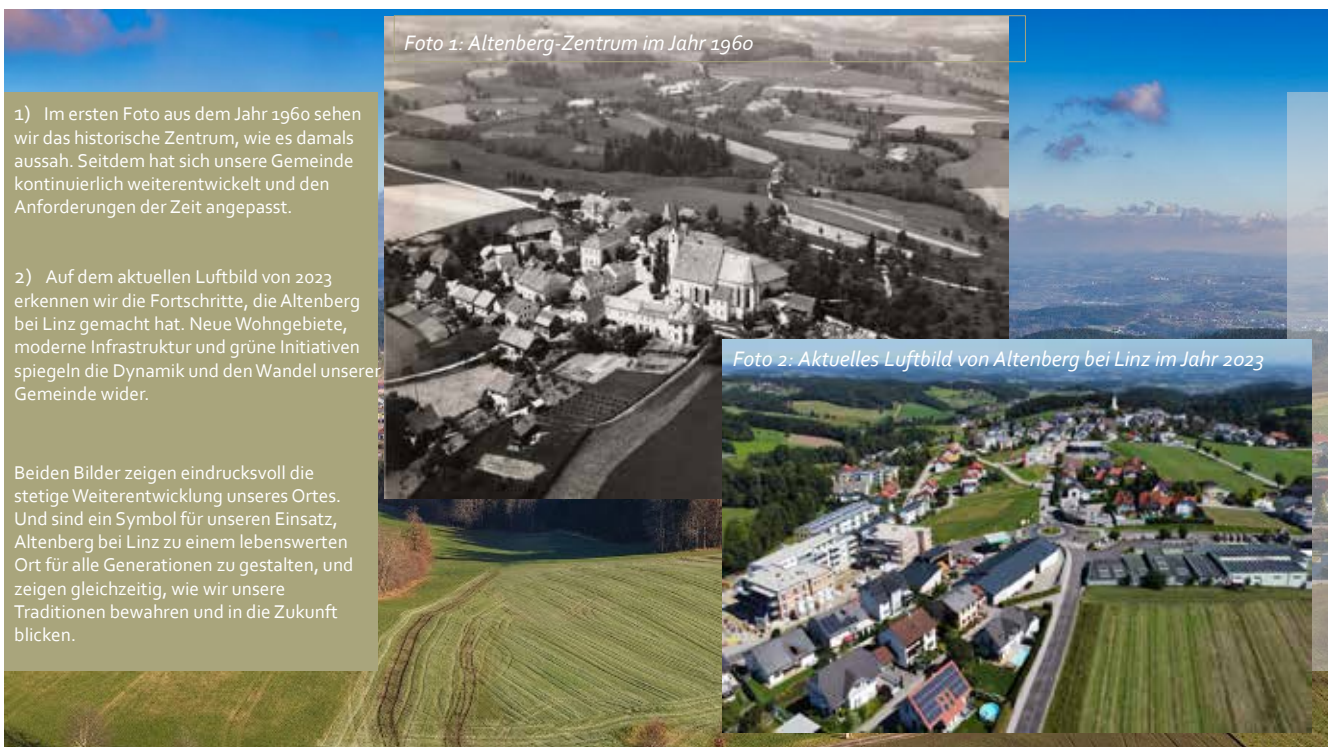 Foto 1: Altenberg-Zentrum im Jahr 1960
1) Im ersten Foto aus dem Jahr 1960 sehen
wir das historische Zentrum, wie es damals
aussah. Seitdem hat sich unsere Gemeinde
kontinuierlich weiterentwickelt und den
Anforderungen der Zeit angepasst.
2) Auf dem aktuellen Luftbild von 2023
erkennen wir die Fortschritte, die Altenberg
bei Linz gemacht hat. Neue Wohngebiete,
moderne Infrastruktur und grüne Initiativen
spiegeln die Dynamik und den Wandel unserer
Gemeinde wider.
Beiden Bilder zeigen eindrucksvoll die
stetige Weiterentwicklung unseres Ortes.
Und sind ein Symbol für unseren Einsatz,
Altenberg bei Linz zu einem lebenswerten
Ort für alle Generationen zu gestalten, und
zeigen gleichzeitig, wie wir unsere
Traditionen bewahren und in die Zukunft
blicken.
Foto 2: Aktuelles Luftbild von Altenberg bei Linz im Jahr 2023